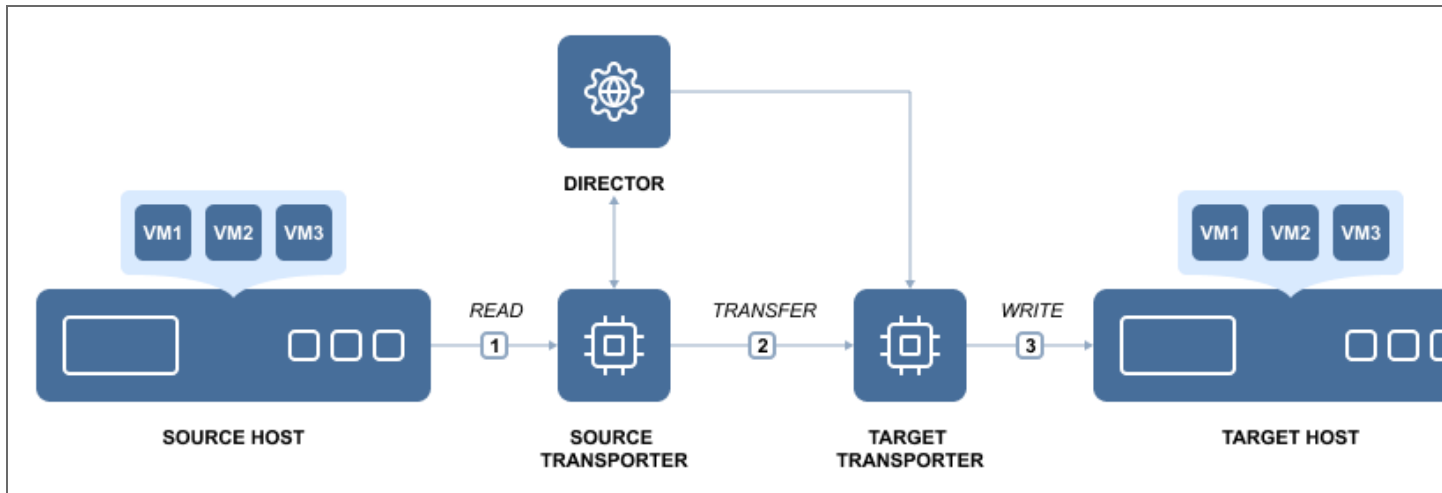 DIRECTOR
VM1 VM2 VM3
VM1 VM2 VM3
READ
1
TRANSFER
2
WRITE
3
SOURCE HOST
SOURCE
TRANSPORTER
TARGET
TRANSPORTER
TARGET HOST